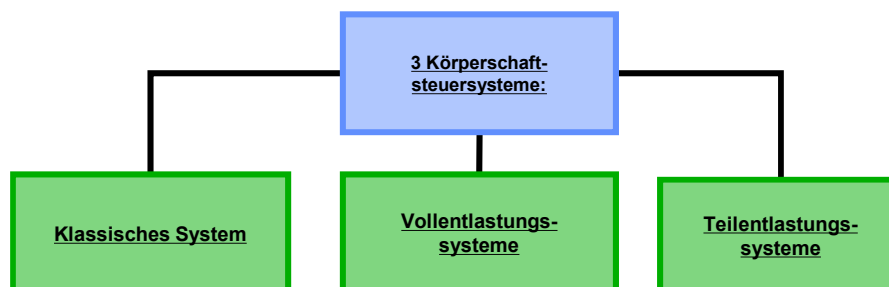 3 Körperschaft-
steuersysteme:
Klassisches System
Vollentlastungs-
systeme
Teilentlastungs-
systeme